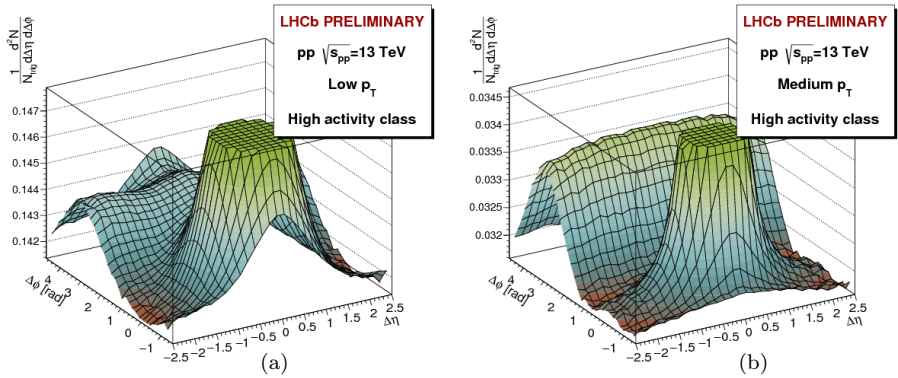 1 d²N
N_trig dΔη dΔϕ
LHCb PRELIMINARY
pp √s_pp=13 TeV
Low p_T
High activity class
0.147
0.146
0.145
0.144
0.143
0.142
4
3
2
1
0
−1
Δϕ [rad]
−2.5 −2 −1.5 −1 −0.5 0 0.5 1 1.5 2 2.5
Δη
(a)
1 d²N
N_trig dΔη dΔϕ
LHCb PRELIMINARY
pp √s_pp=13 TeV
Medium p_T
High activity class
0.0345
0.034
0.0335
0.033
0.0325
0.032
4
3
2
1
0
−1
Δϕ [rad]
−2.5 −2 −1.5 −1 −0.5 0 0.5 1 1.5 2 2.5
Δη
(b)